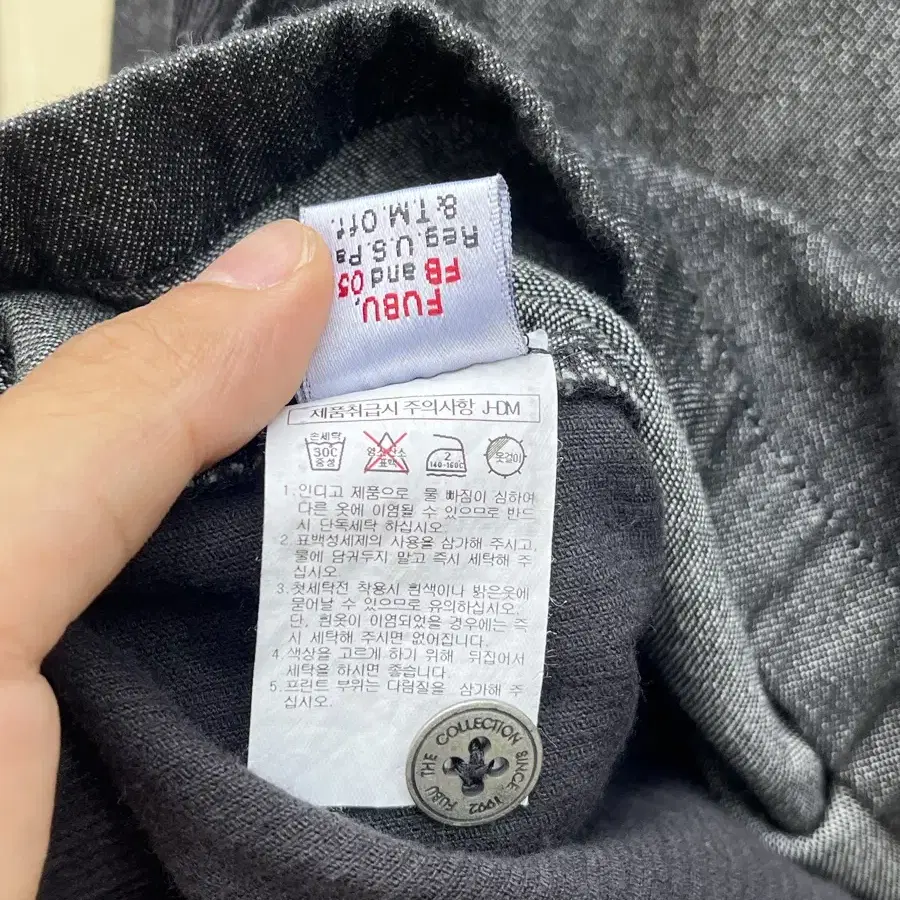 FUBU,
FB and 05
Reg.U.S.Pa
& T.M.Off.
제품취급시 주의사항 J-DM
손세탁
30C
중성
염소산소
표백
2
140-160C
옷걸이
1.인디고 제품으로 물 빠짐이 심하여
다른 옷에 이염될 수 있으므로 반드
시 단독세탁 하십시오.
2.표백성세제의 사용을 삼가해 주시고,
물에 담궈두지 말고 즉시 세탁해 주
십시오.
3.첫세탁전 착용시 흰색이나 밝은옷에
묻어날 수 있으므로 유의하십시오.
단, 흰옷이 이염되었을 경우에는 즉
시 세탁해 주시면 없어집니다.
4.색상을 고르게 하기 위해 뒤집어서
세탁을 하시면 좋습니다.
5.프린트 부위는 다림질을 삼가해 주
십시오.
FUBU THE COLLECTION SINCE 1992